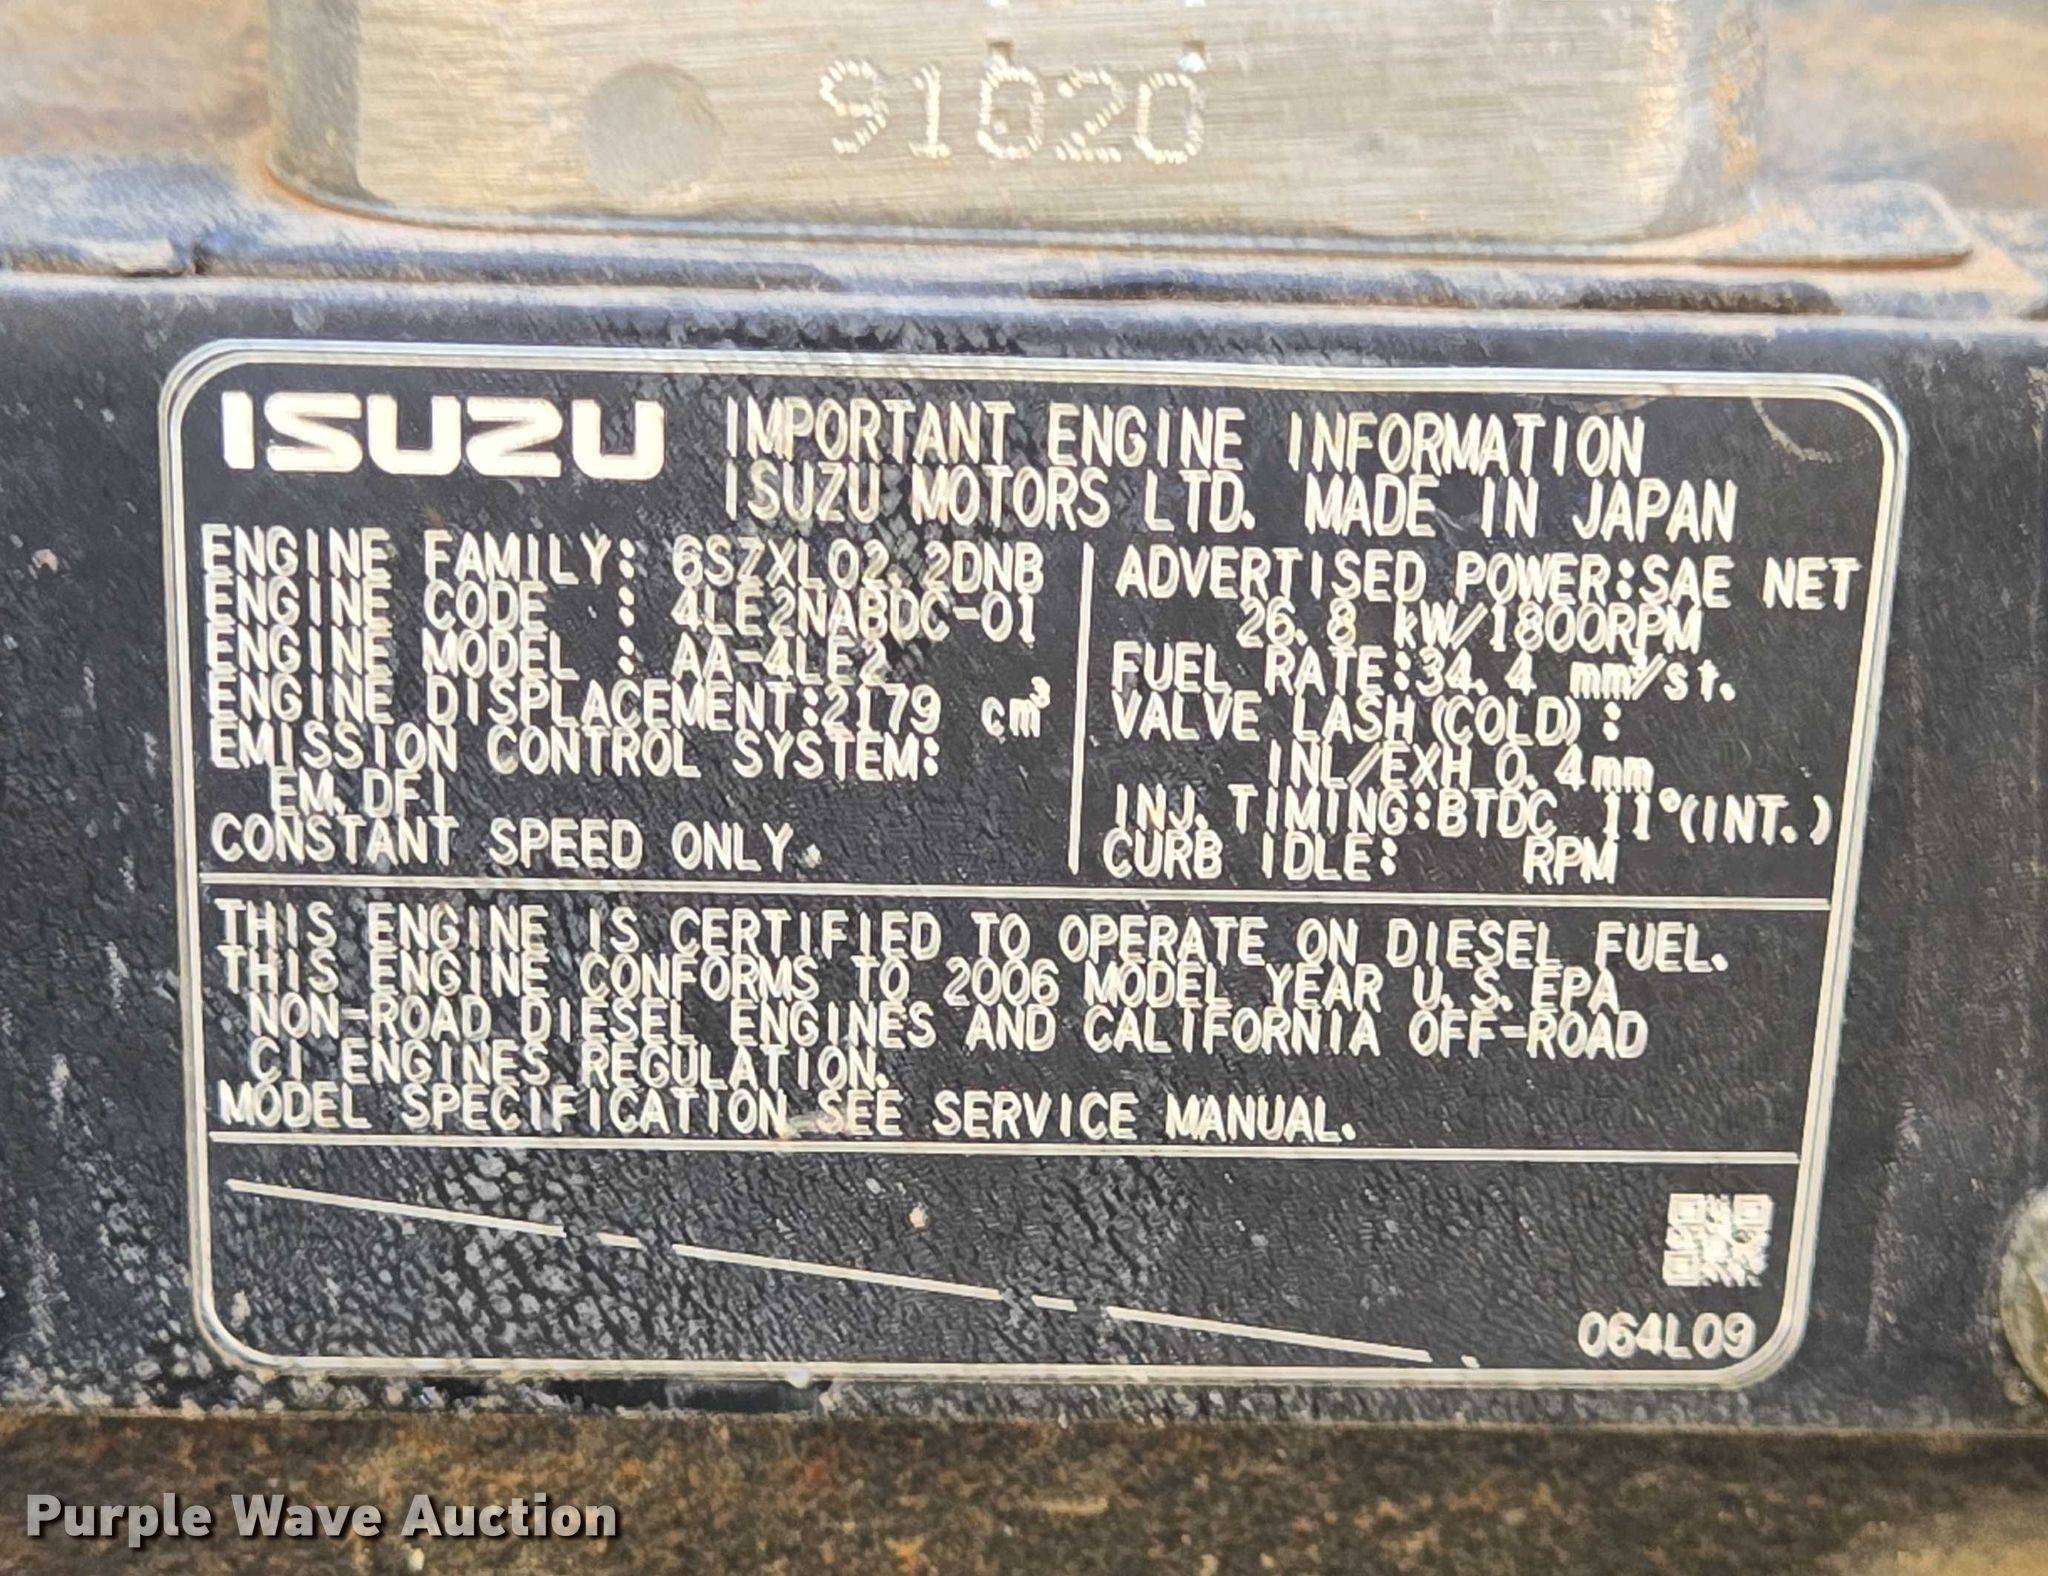 91020
ISUZU IMPORTANT ENGINE INFORMATION
ISUZU MOTORS LTD. MADE IN JAPAN
ENGINE FAMILY: 6SZXL02.2DNB
ENGINE CODE : 4LE2NABDC-01
ENGINE MODEL : AA-4LE2
ENGINE DISPLACEMENT:2179 cm³
EMISSION CONTROL SYSTEM:
EM.DFI
CONSTANT SPEED ONLY.
ADVERTISED POWER:SAE NET
26.8 kW/1800RPM
FUEL RATE:34.4 mm³/st.
VALVE LASH(COLD):
INL/EXH 0.4mm
INJ. TIMING:BTDC 11°(INT.)
CURB IDLE: RPM
THIS ENGINE IS CERTIFIED TO OPERATE ON DIESEL FUEL.
THIS ENGINE CONFORMS TO 2006 MODEL YEAR U.S.EPA
NON-ROAD DIESEL ENGINES AND CALIFORNIA OFF-ROAD
CI ENGINES REGULATION.
MODEL SPECIFICATION SEE SERVICE MANUAL.
064L09
Purple Wave Auction